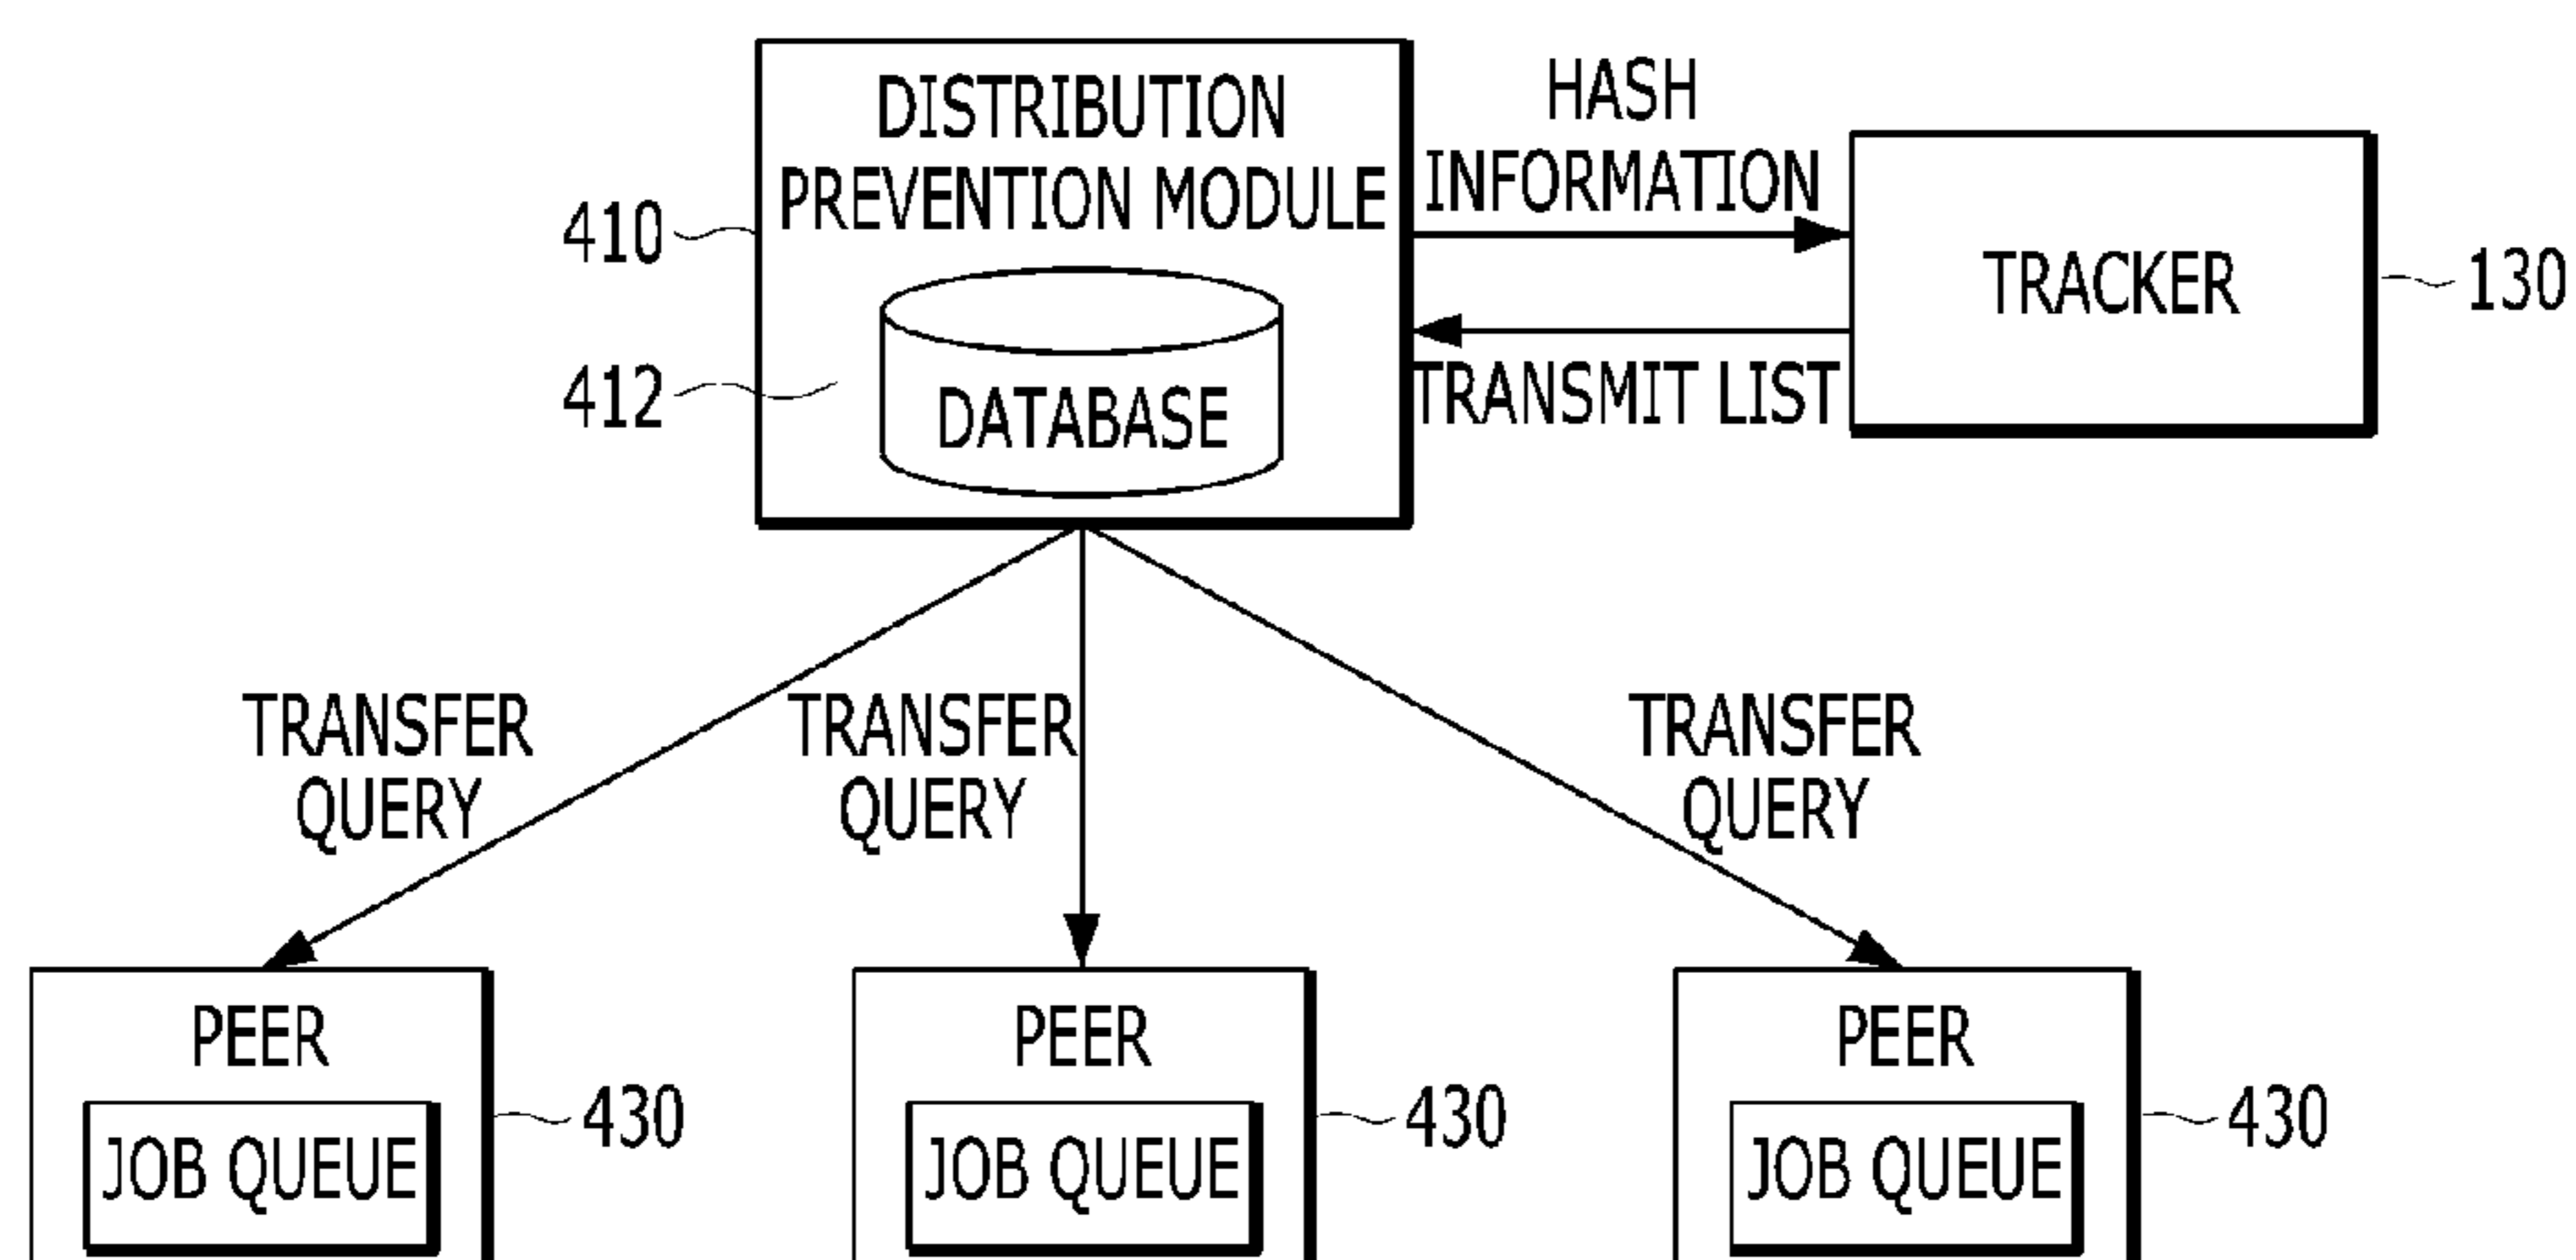 DISTRIBUTION
PREVENTION MODULE
410
412
DATABASE
HASH
INFORMATION
TRANSMIT LIST
TRACKER
130
TRANSFER
QUERY
TRANSFER
QUERY
TRANSFER
QUERY
PEER
JOB QUEUE
430
PEER
JOB QUEUE
430
PEER
JOB QUEUE
430